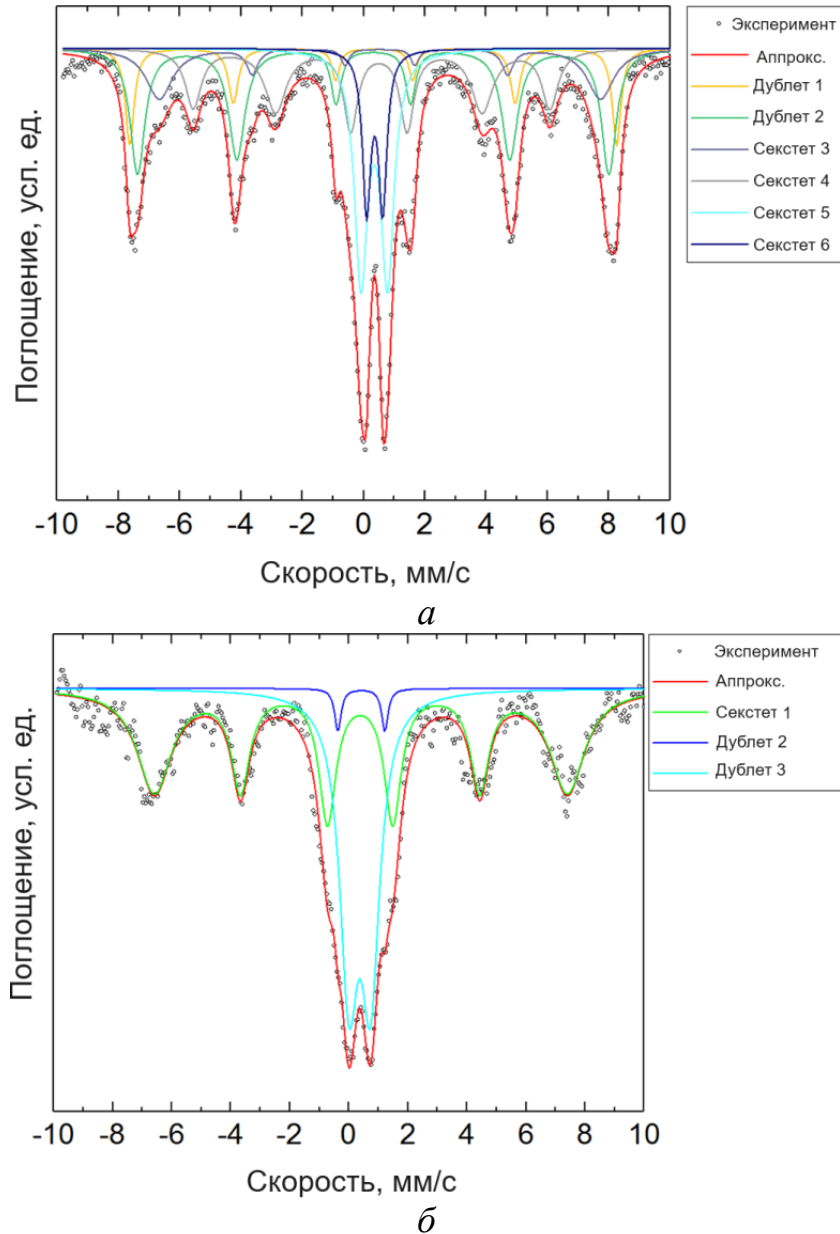 Поглощение, усл. ед.
Эксперимент
Аппрокс.
Дублет 1
Дублет 2
Секстет 3
Секстет 4
Секстет 5
Секстет 6
-10 -8 -6 -4 -2 0 2 4 6 8 10
Скорость, мм/с
а
Поглощение, усл. ед.
Эксперимент
Аппрокс.
Секстет 1
Дублет 2
Дублет 3
-10 -8 -6 -4 -2 0 2 4 6 8 10
Скорость, мм/с
б